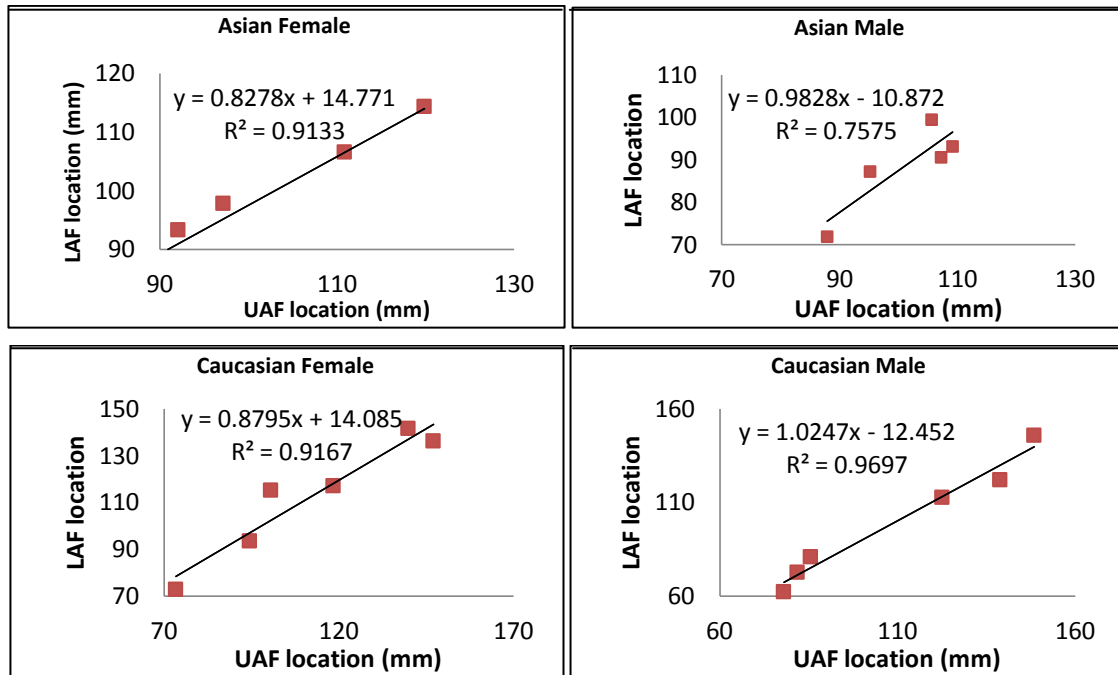 Asian Female
LAF location (mm)
120
110
100
90
y = 0.8278x + 14.771
R² = 0.9133
90
110
130
UAF location (mm)
Asian Male
LAF location
110
100
90
80
70
y = 0.9828x - 10.872
R² = 0.7575
70
90
110
130
UAF location (mm)
Caucasian Female
LAF location
150
130
110
90
70
y = 0.8795x + 14.085
R² = 0.9167
70
120
170
UAF location (mm)
Caucasian Male
LAF location
160
110
60
y = 1.0247x - 12.452
R² = 0.9697
60
110
160
UAF location (mm)